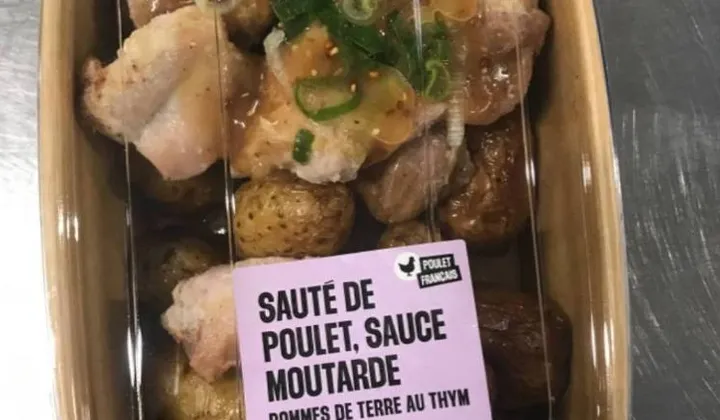 POULET
FRANÇAIS
SAUTÉ DE
POULET, SAUCE
MOUTARDE
POMMES DE TERRE AU THYM